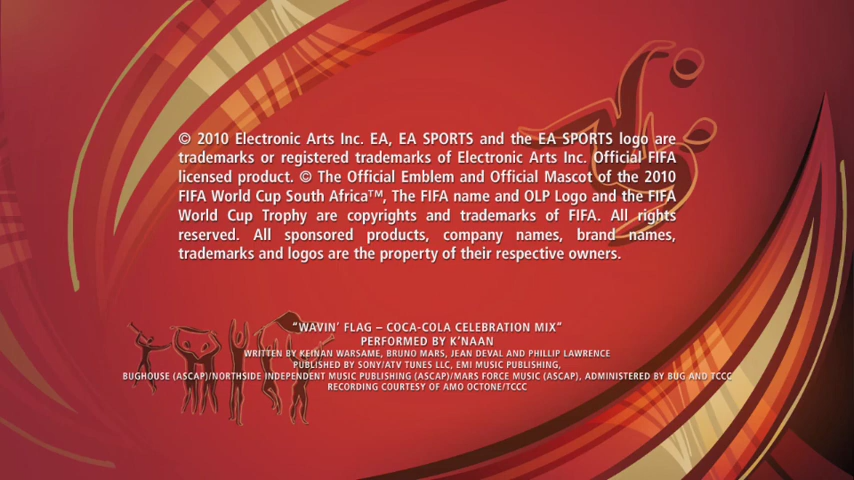 © 2010 Electronic Arts Inc. EA, EA SPORTS and the EA SPORTS logo are
trademarks or registered trademarks of Electronic Arts Inc. Official FIFA
licensed product. © The Official Emblem and Official Mascot of the 2010
FIFA World Cup South Africa™, The FIFA name and OLP Logo and the FIFA
World Cup Trophy are copyrights and trademarks of FIFA. All rights
reserved. All sponsored products, company names, brand names,
trademarks and logos are the property of their respective owners.
“WAVIN’ FLAG – COCA-COLA CELEBRATION MIX”
PERFORMED BY K’NAAN
WRITTEN BY KEINAN WARSAME, BRUNO MARS, JEAN DEVAL AND PHILLIP LAWRENCE
PUBLISHED BY SONY/ATV TUNES LLC, EMI MUSIC PUBLISHING,
BUGHOUSE (ASCAP)/NORTHSIDE INDEPENDENT MUSIC PUBLISHING (ASCAP)/MARS FORCE MUSIC (ASCAP), ADMINISTERED BY BUG AND TCCC
RECORDING COURTESY OF AMO OCTONE/TCCC